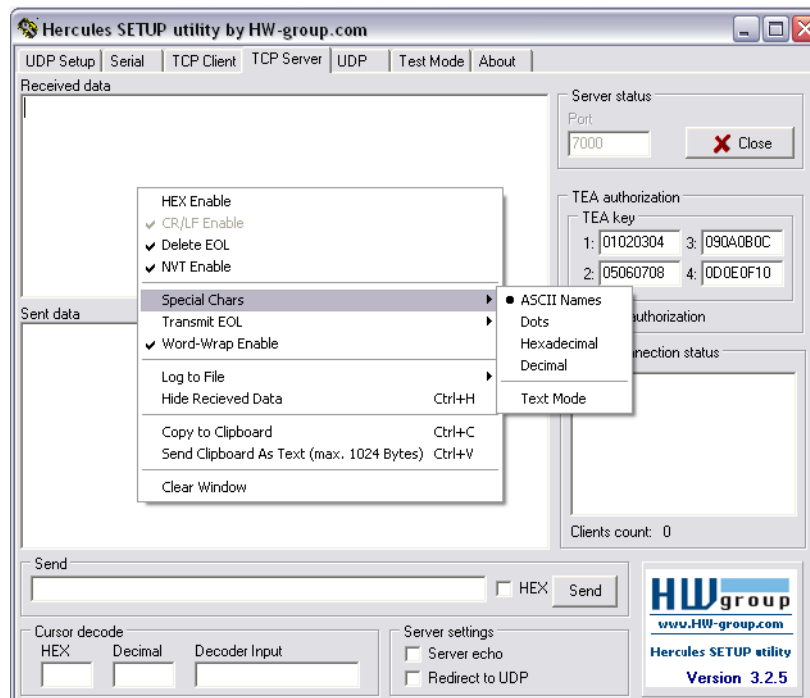 Hercules SETUP utility by HW-group.com
UDP Setup Serial TCP Client TCP Server UDP Test Mode About
Received data
Server status
Port
7000
Close
TEA authorization
TEA key
1: 01020304 3: 090A0B0C
2: 05060708 4: 0D0E0F10
uthorization
nnection status
Clients count: 0
HEX Enable
CR/LF Enable
Delete EOL
NVT Enable
Special Chars
Transmit EOL
Word-Wrap Enable
Log to File
Hide Recieved Data Ctrl+H
Copy to Clipboard Ctrl+C
Send Clipboard As Text (max. 1024 Bytes) Ctrl+V
Clear Window
ASCII Names
Dots
Hexadecimal
Decimal
Text Mode
Sent data
Send
HEX Send
Cursor decode
HEX Decimal Decoder Input
Server settings
Server echo
Redirect to UDP
HW group
www.HW-group.com
Hercules SETUP utility
Version 3.2.5